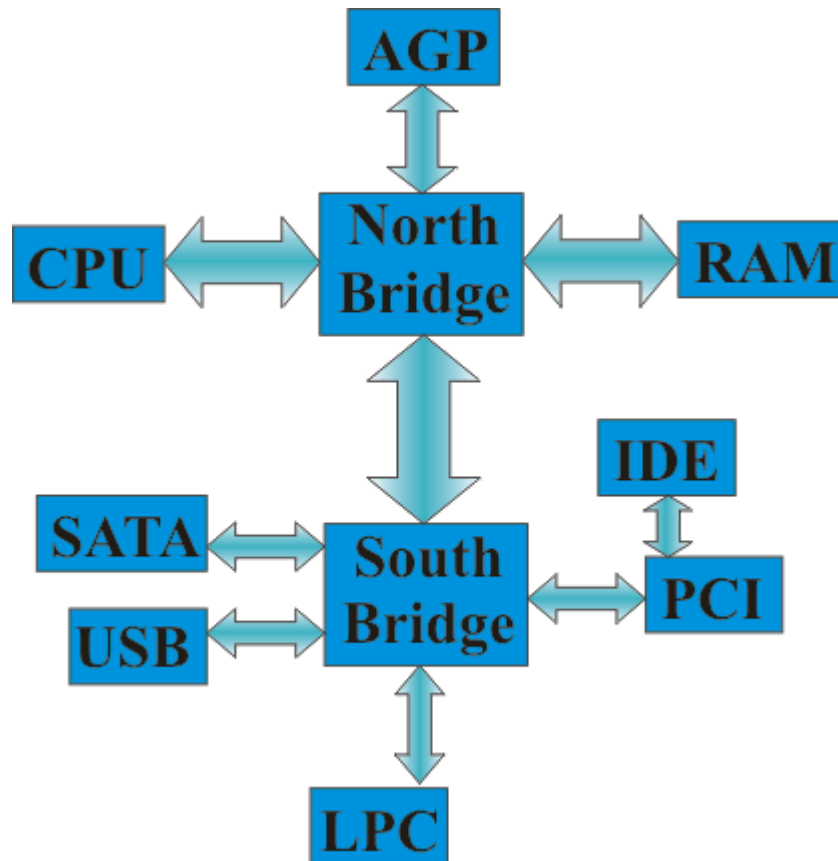 AGP
North
Bridge
CPU
RAM
IDE
SATA
South
Bridge
PCI
USB
LPC